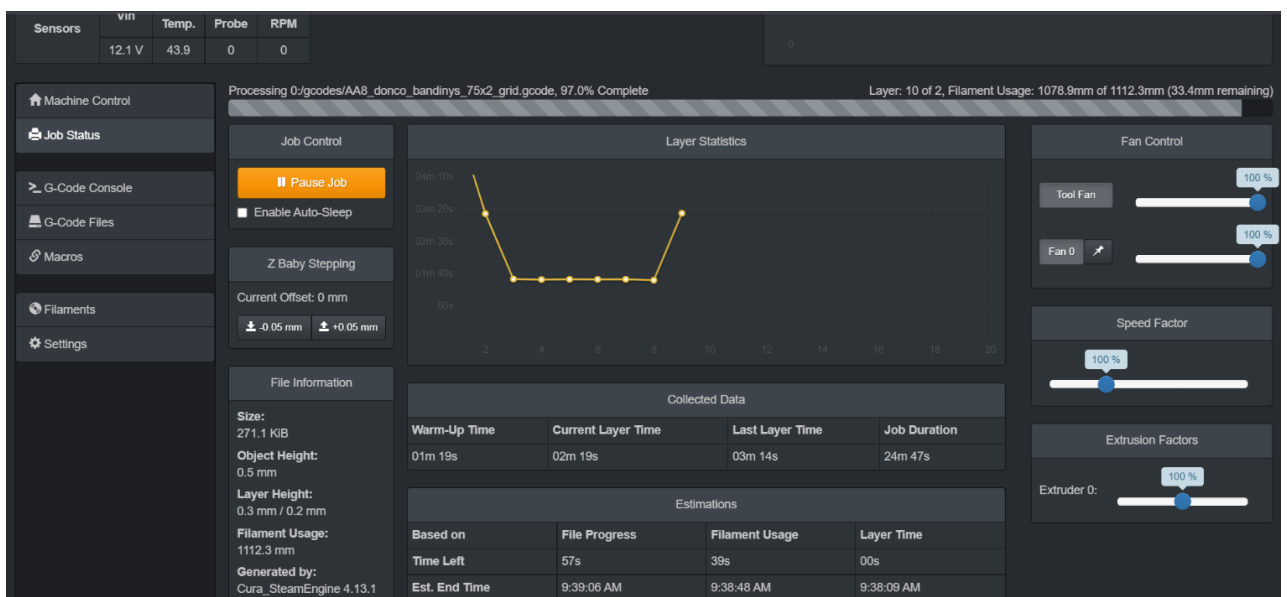 Sensors
Vin
Temp.
Probe
RPM
12.1 V
43.9
0
0
0
Machine Control
Job Status
G-Code Console
G-Code Files
Macros
Filaments
Settings
Processing 0:/gcodes/AA8_donco_bandinys_75x2_grid.gcode, 97.0% Complete
Layer: 10 of 2, Filament Usage: 1078.9mm of 1112.3mm (33.4mm remaining)
Job Control
Pause Job
Enable Auto-Sleep
Z Baby Stepping
Current Offset: 0 mm
-0.05 mm
+0.05 mm
File Information
Size:
271.1 KiB
Object Height:
0.5 mm
Layer Height:
0.3 mm / 0.2 mm
Filament Usage:
1112.3 mm
Generated by:
Cura_SteamEngine 4.13.1
Layer Statistics
04m 10s
03m 20s
02m 30s
01m 40s
50s
2 4 6 8 10 12 14 16 18 20
Collected Data
Warm-Up Time Current Layer Time Last Layer Time Job Duration
01m 19s 02m 19s 03m 14s 24m 47s
Estimations
Based on File Progress Filament Usage Layer Time
Time Left 57s 39s 00s
Est. End Time 9:39:06 AM 9:38:48 AM 9:38:09 AM
Fan Control
100 %
Tool Fan
100 %
Fan 0
Speed Factor
100 %
Extrusion Factors
100 %
Extruder 0: